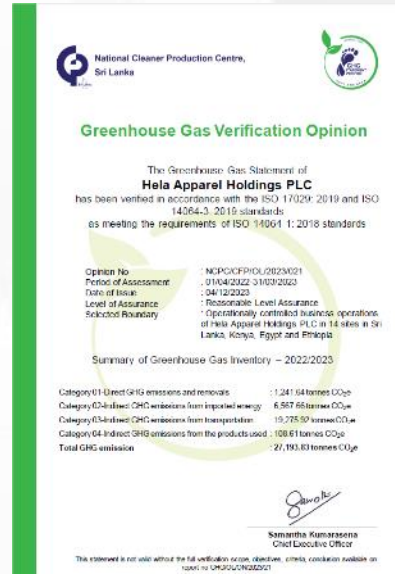 National Cleaner Production Centre,
Sri Lanka
GHG
Greenhouse Gas Verification Opinion
The Greenhouse Gas Statement of
Hela Apparel Holdings PLC
has been verified in accordance with the ISO 17029: 2019 and ISO
14064-3: 2019 standards
as meeting the requirements of ISO 14064-1: 2018 standards
Opinion No : NCPC/CFP/OL/2023/021
Period of Assessment : 01/04/2022-31/03/2023
Date of Issue : 04/12/2023
Level of Assurance : Reasonable Level Assurance
Selected Boundary : Operationally controlled business operations
of Hela Apparel Holdings PLC in 14 sites in Sri
Lanka, Kenya, Egypt and Ethiopia
Summary of Greenhouse Gas Inventory – 2022/2023
Category 01-Direct GHG emissions and removals : 1,241.64 tonnes CO₂e
Category 02-Indirect GHG emissions from imported energy : 6,567.66 tonnes CO₂e
Category 03-Indirect GHG emissions from transportation : 19,275.92 tonnes CO₂e
Category 04-Indirect GHG emissions from the products used : 108.61 tonnes CO₂e
Total GHG emission : 27,193.83 tonnes CO₂e
Samantha Kumarasena
Chief Executive Officer
This statement is not valid without the full verification scope, objectives, criteria, conclusion available on
report no